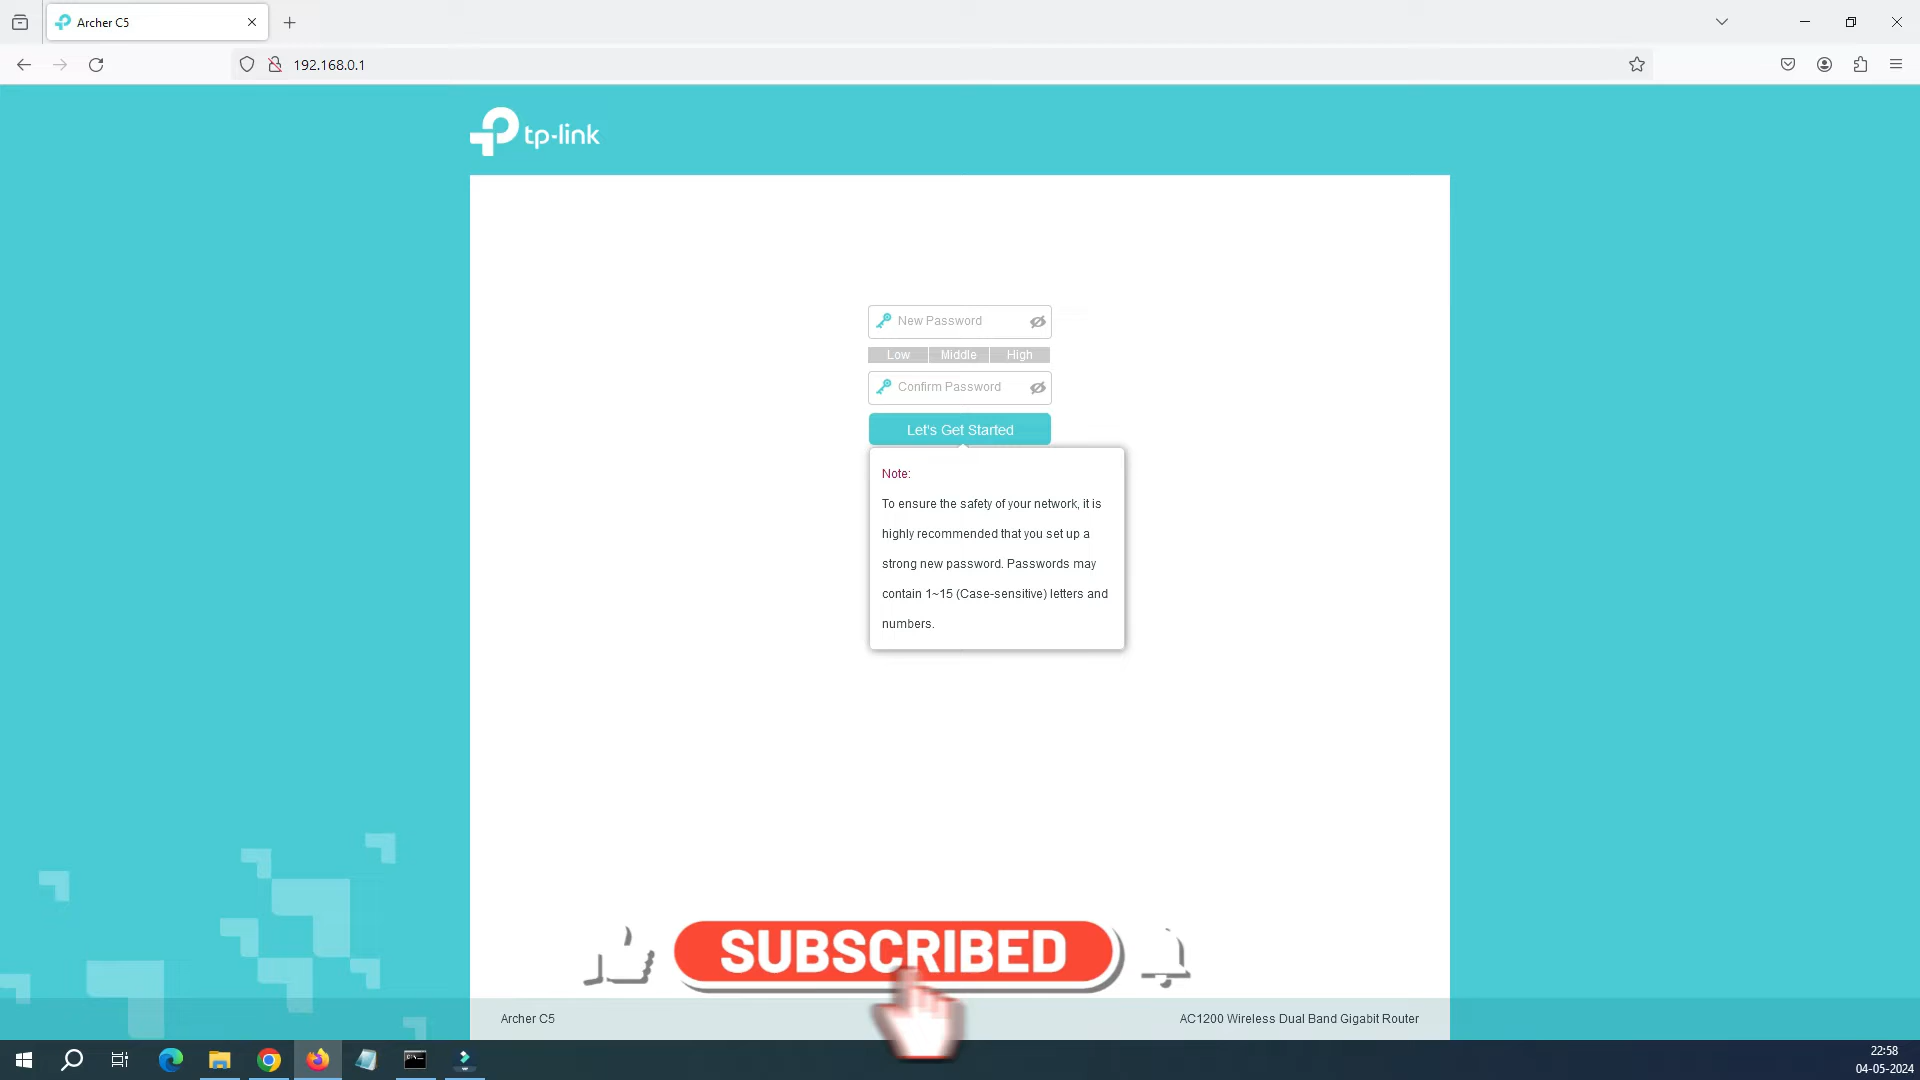 Archer C5
192.168.0.1
tp-link
New Password
Low Middle High
Confirm Password
Let's Get Started
Note:
To ensure the safety of your network, it is
highly recommended that you set up a
strong new password. Passwords may
contain 1~15 (Case-sensitive) letters and
numbers.
SUBSCRIBED
Archer C5
AC1200 Wireless Dual Band Gigabit Router
22:58
04-05-2024